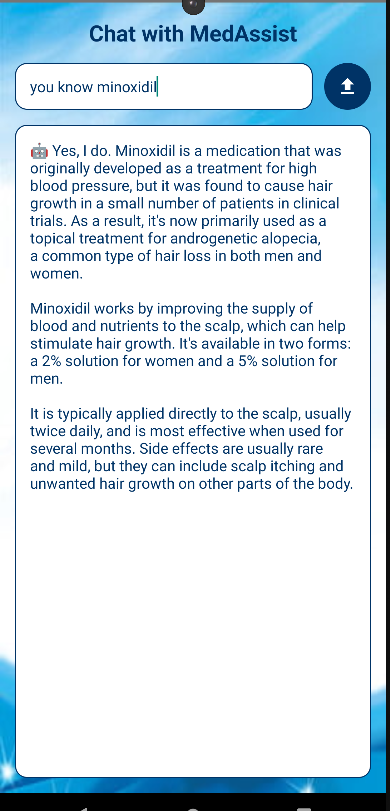 Chat with MedAssist
you know minoxidil
🤖 Yes, I do. Minoxidil is a medication that was
originally developed as a treatment for high
blood pressure, but it was found to cause hair
growth in a small number of patients in clinical
trials. As a result, it's now primarily used as a
topical treatment for androgenetic alopecia,
a common type of hair loss in both men and
women.
Minoxidil works by improving the supply of
blood and nutrients to the scalp, which can help
stimulate hair growth. It's available in two forms:
a 2% solution for women and a 5% solution for
men.
It is typically applied directly to the scalp, usually
twice daily, and is most effective when used for
several months. Side effects are usually rare
and mild, but they can include scalp itching and
unwanted hair growth on other parts of the body.